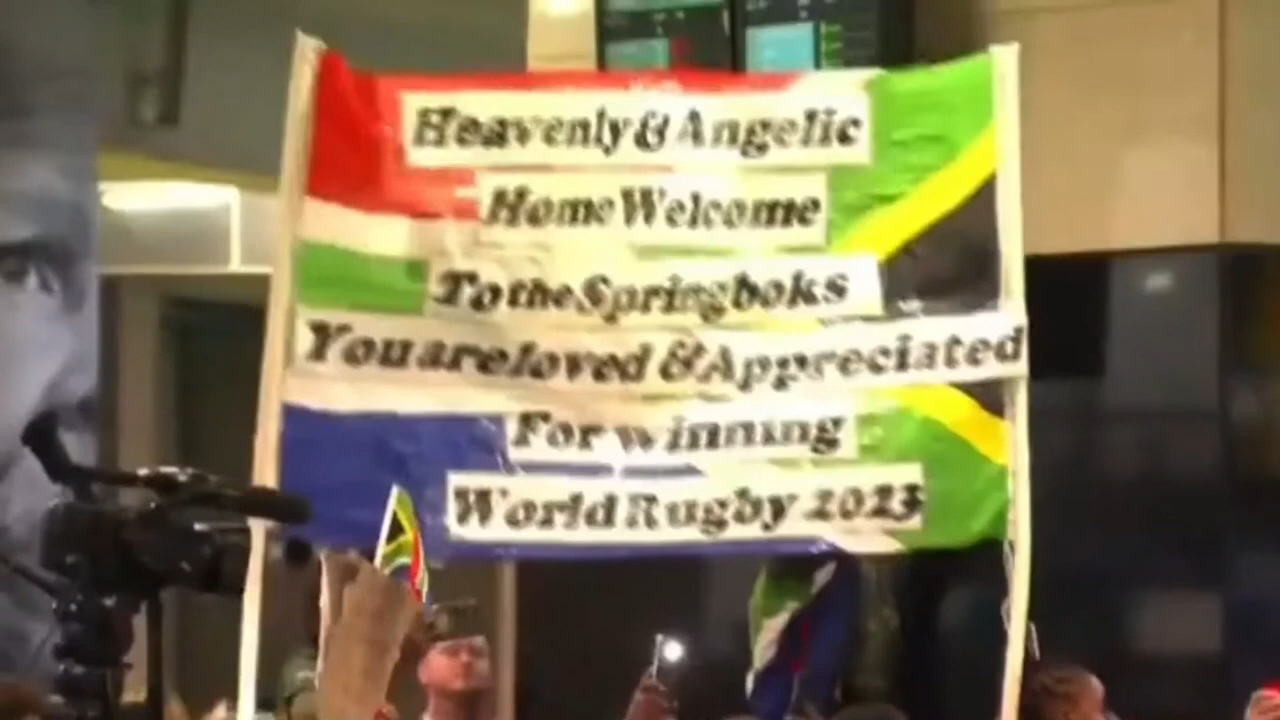 Heavenly & Angelic
Home Welcome
To the Springboks
You are loved & Appreciated
For winning
World Rugby 2023